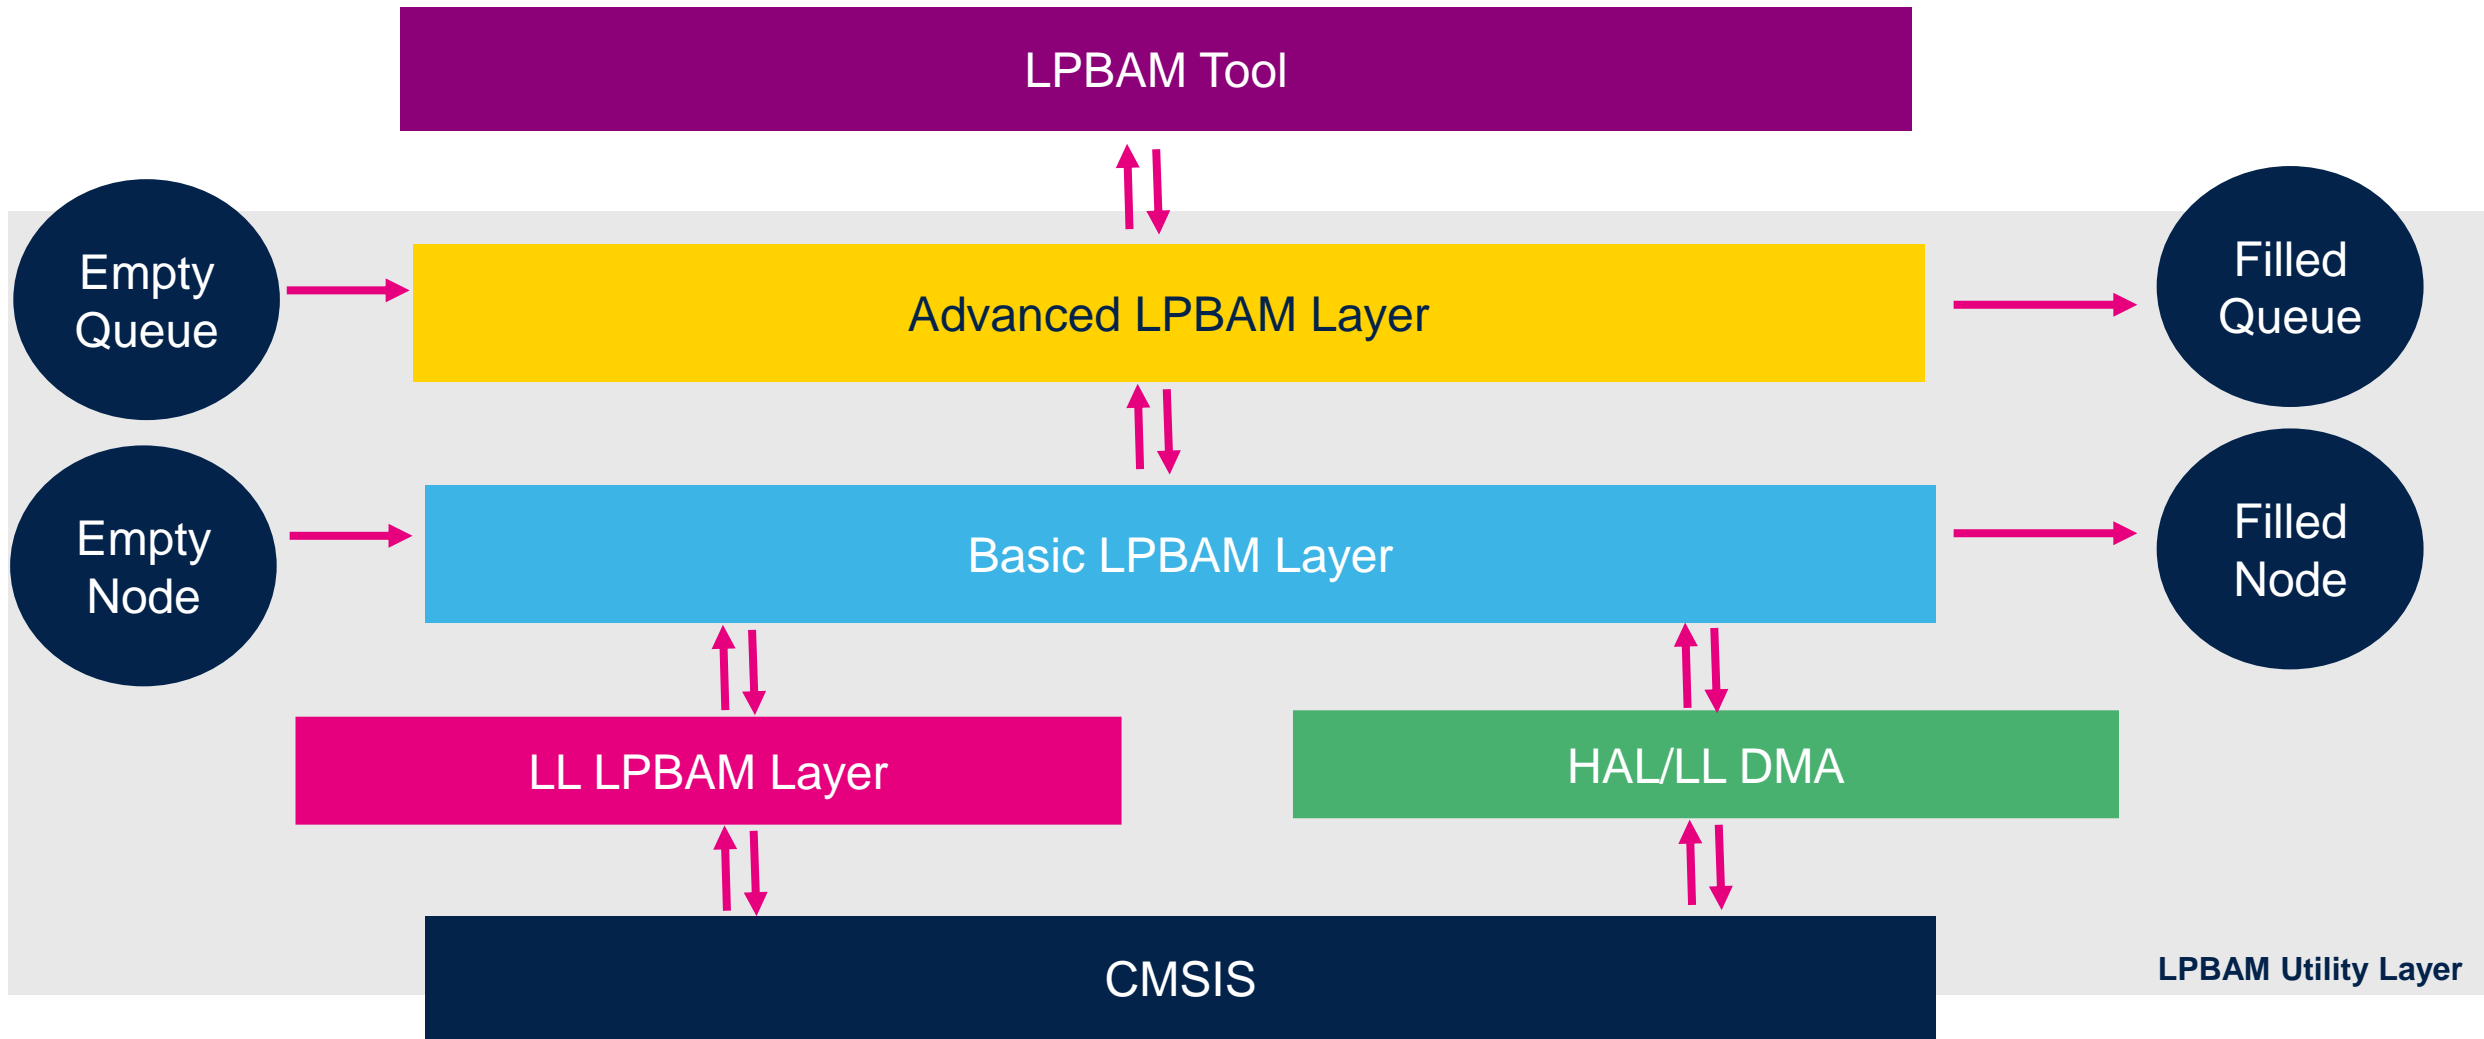 LPBAM Tool
Empty
Queue
Advanced LPBAM Layer
Filled
Queue
Empty
Node
Basic LPBAM Layer
Filled
Node
LL LPBAM Layer
HAL/LL DMA
CMSIS
LPBAM Utility Layer